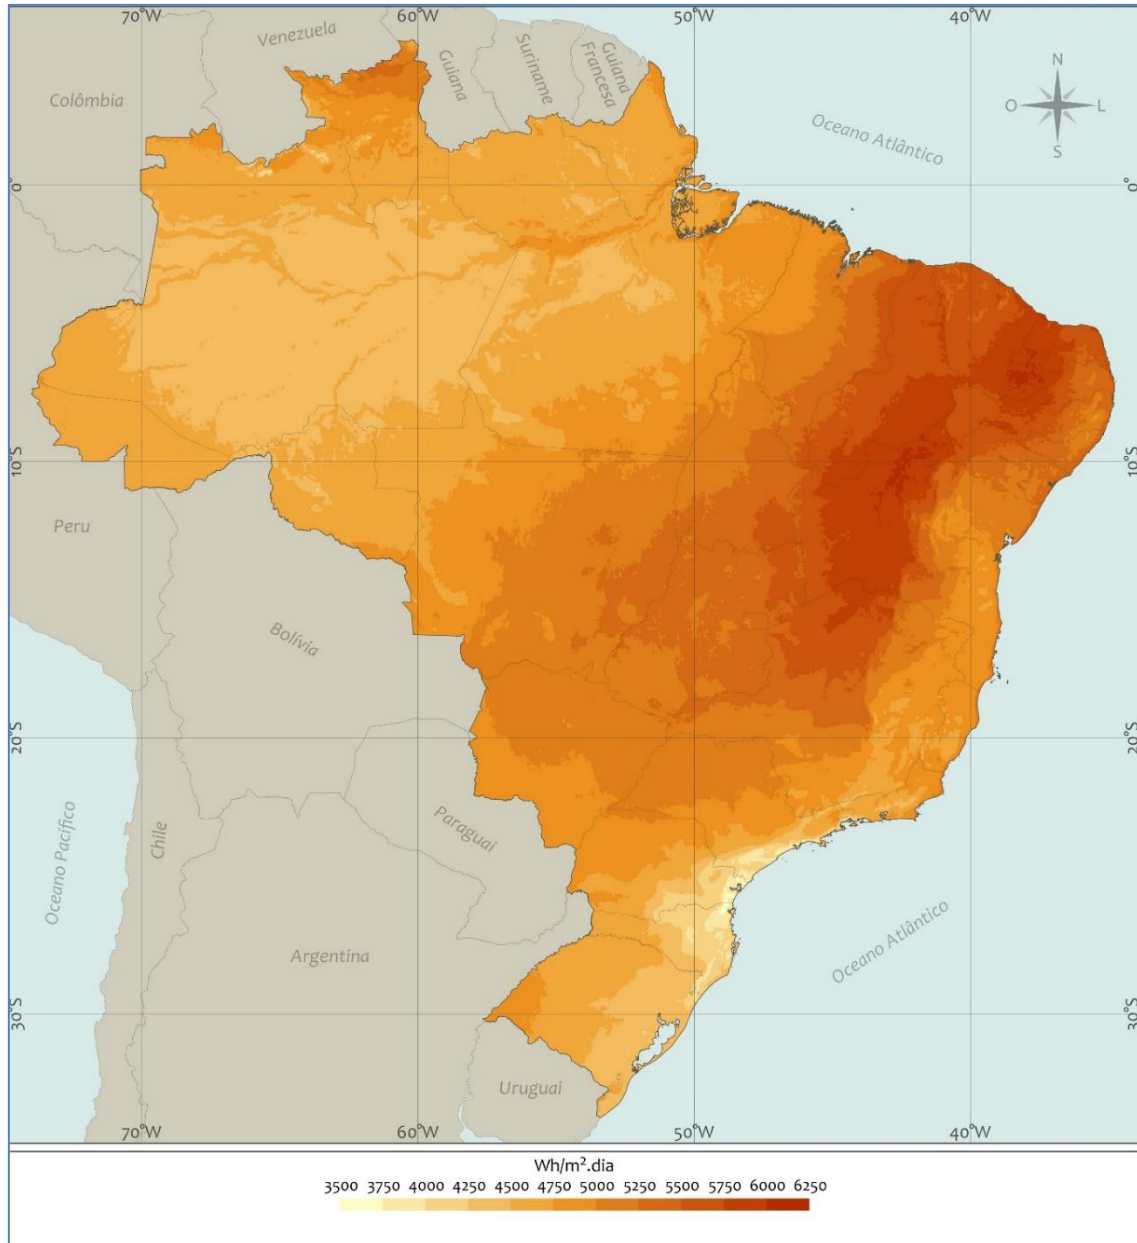 70°W 60°W 50°W 40°W
Venezuela
Guiana
Suriname
Guiana
Francesa
Colômbia
N
O L
S
Oceano Atlântico
0° 0°
10°S 10°S
Peru
Bolívia
20°S 20°S
Oceano Pacífico
Chile
Paraguai
Argentina
Oceano Atlântico
30°S 30°S
Uruguai
70°W 60°W 50°W 40°W
Wh/m².dia
3500 3750 4000 4250 4500 4750 5000 5250 5500 5750 6000 6250